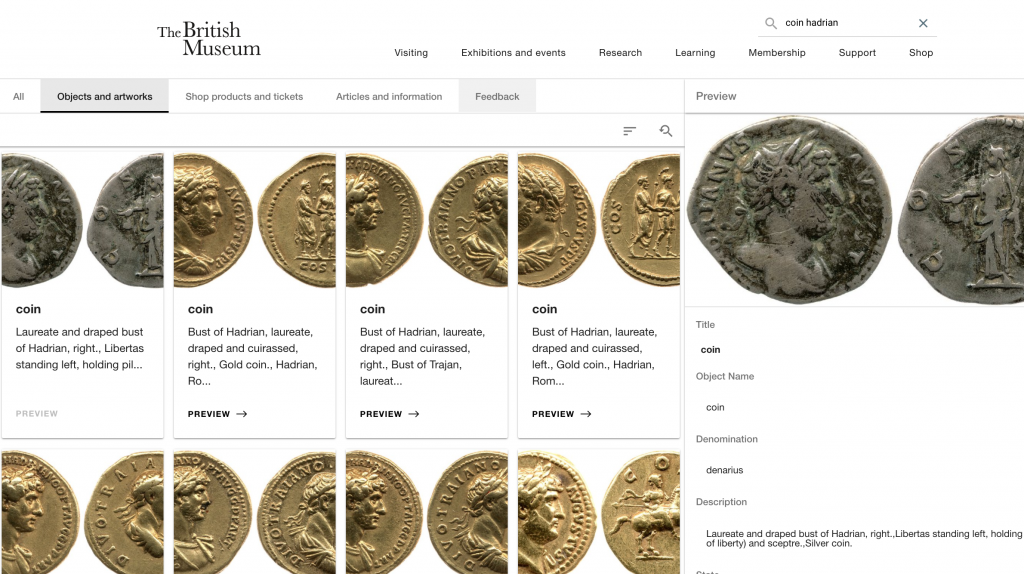 The British
Museum
coin hadrian
Visiting
Exhibitions and events
Research
Learning
Membership
Support
Shop
All
Objects and artworks
Shop products and tickets
Articles and information
Feedback
coin
Laureate and draped bust
of Hadrian, right., Libertas
standing left, holding pil...
PREVIEW
coin
Bust of Hadrian, laureate,
draped and cuirassed,
right., Gold coin., Hadrian,
Ro...
PREVIEW
coin
Bust of Hadrian, laureate,
draped and cuirassed,
right., Bust of Trajan,
laureat...
PREVIEW
coin
Bust of Hadrian, laureate,
draped and cuirassed,
left., Gold coin., Hadrian,
Rom...
PREVIEW
Preview
Title
coin
Object Name
coin
Denomination
denarius
Description
Laureate and draped bust of Hadrian, right.,Libertas standing left, holding
of liberty) and sceptre.,Silver coin.